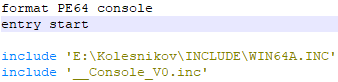 format PE64 console
entry start
include 'E:\Kolesnikov\INCLUDE\WIN64A.INC'
include '__Console_V0.inc'